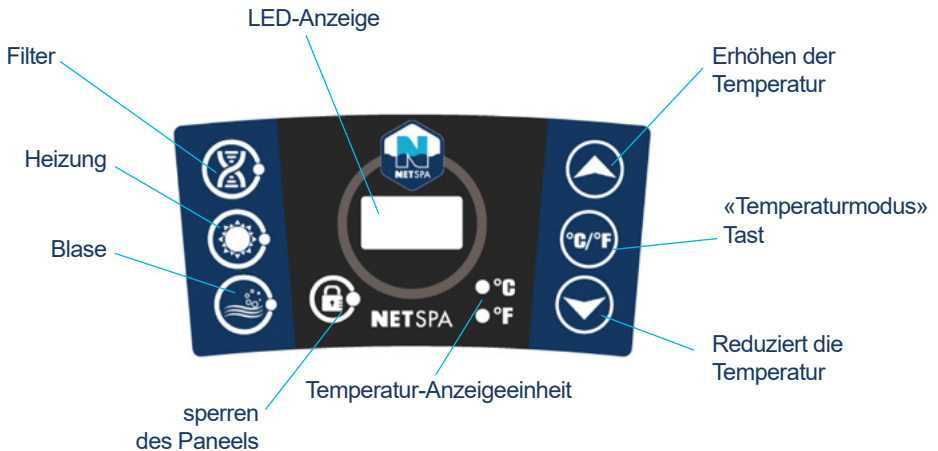 LED-Anzeige
Filter
Erhöhen der
Temperatur
Heizung
«Temperaturmodus»
Tast
Blase
N
NETSPA
°C/°F
°C
°F
NETSPA
Reduziert die
Temperatur
Temperatur-Anzeigeeinheit
sperren
des Paneels